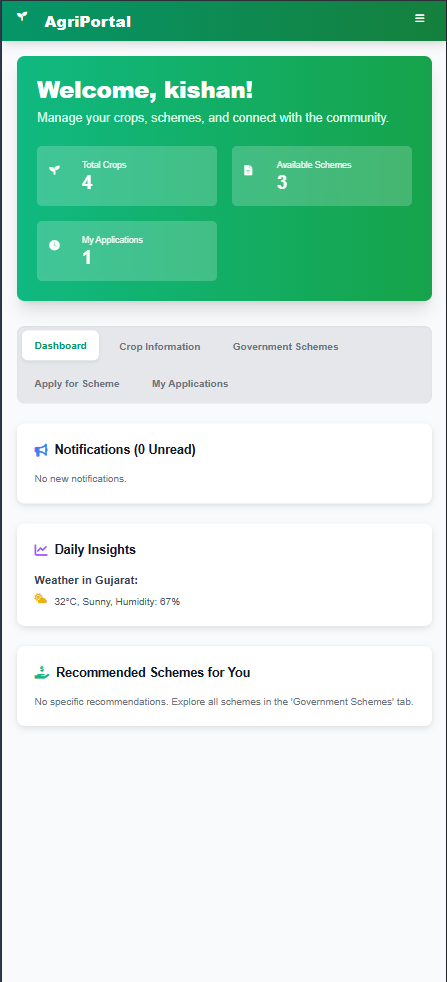 AgriPortal
Welcome, kishan!
Manage your crops, schemes, and connect with the community.
Total Crops
4
Available Schemes
3
My Applications
1
Dashboard
Crop Information
Government Schemes
Apply for Scheme
My Applications
Notifications (0 Unread)
No new notifications.
Daily Insights
Weather in Gujarat:
32°C, Sunny, Humidity: 67%
Recommended Schemes for You
No specific recommendations. Explore all schemes in the 'Government Schemes' tab.